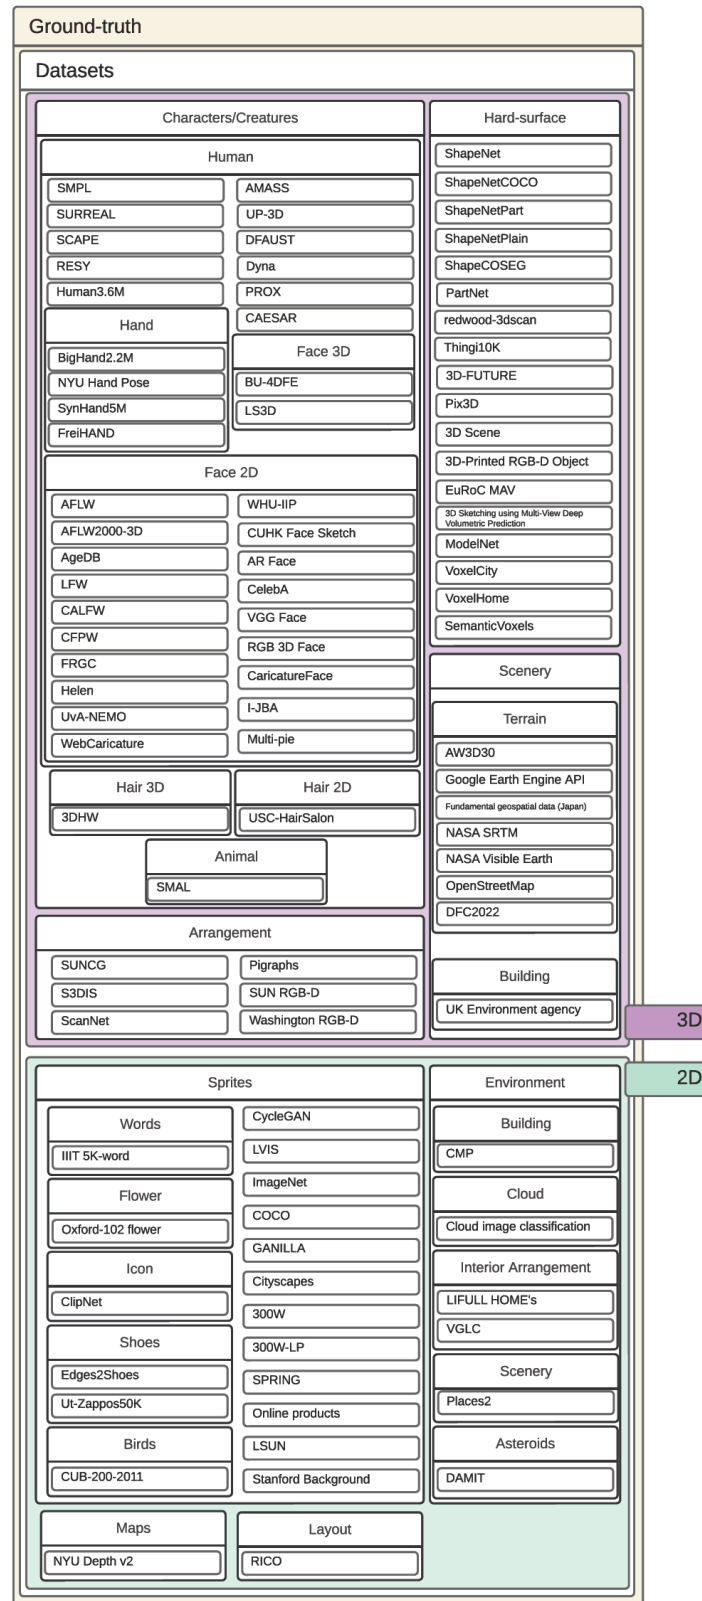 Ground-truth
Datasets
Characters/Creatures
Human
SMPL
SURREAL
SCAPE
RESY
Human3.6M
AMASS
UP-3D
DFAUST
Dyna
PROX
CAESAR
Hand
BigHand2.2M
NYU Hand Pose
SynHand5M
FreiHAND
Face 3D
BU-4DFE
LS3D
Face 2D
AFLW
AFLW2000-3D
AgeDB
LFW
CALFW
CFPW
FRGC
Helen
UvA-NEMO
WebCaricature
WHU-IIP
CUHK Face Sketch
AR Face
CelebA
VGG Face
RGB 3D Face
CaricatureFace
I-JBA
Multi-pie
Hair 3D
3DHW
Hair 2D
USC-HairSalon
Animal
SMAL
Arrangement
SUNCG
S3DIS
ScanNet
Pigraphs
SUN RGB-D
Washington RGB-D
Hard-surface
ShapeNet
ShapeNetCOCO
ShapeNetPart
ShapeNetPlain
ShapeCOSEG
PartNet
redwood-3dscan
Thingi10K
3D-FUTURE
Pix3D
3D Scene
3D-Printed RGB-D Object
EuRoC MAV
3D Sketching using Multi-View Deep
Volumetric Prediction
ModelNet
VoxelCity
VoxelHome
SemanticVoxels
Scenery
Terrain
AW3D30
Google Earth Engine API
Fundamental geospatial data (Japan)
NASA SRTM
NASA Visible Earth
OpenStreetMap
DFC2022
Building
UK Environment agency
3D
2D
Sprites
Words
IIIT 5K-word
Flower
Oxford-102 flower
Icon
ClipNet
Shoes
Edges2Shoes
Ut-Zappos50K
Birds
CUB-200-2011
CycleGAN
LVIS
ImageNet
COCO
GANILLA
Cityscapes
300W
300W-LP
SPRING
Online products
LSUN
Stanford Background
Maps
NYU Depth v2
Layout
RICO
Environment
Building
CMP
Cloud
Cloud image classification
Interior Arrangement
LIFULL HOME's
VGLC
Scenery
Places2
Asteroids
DAMIT